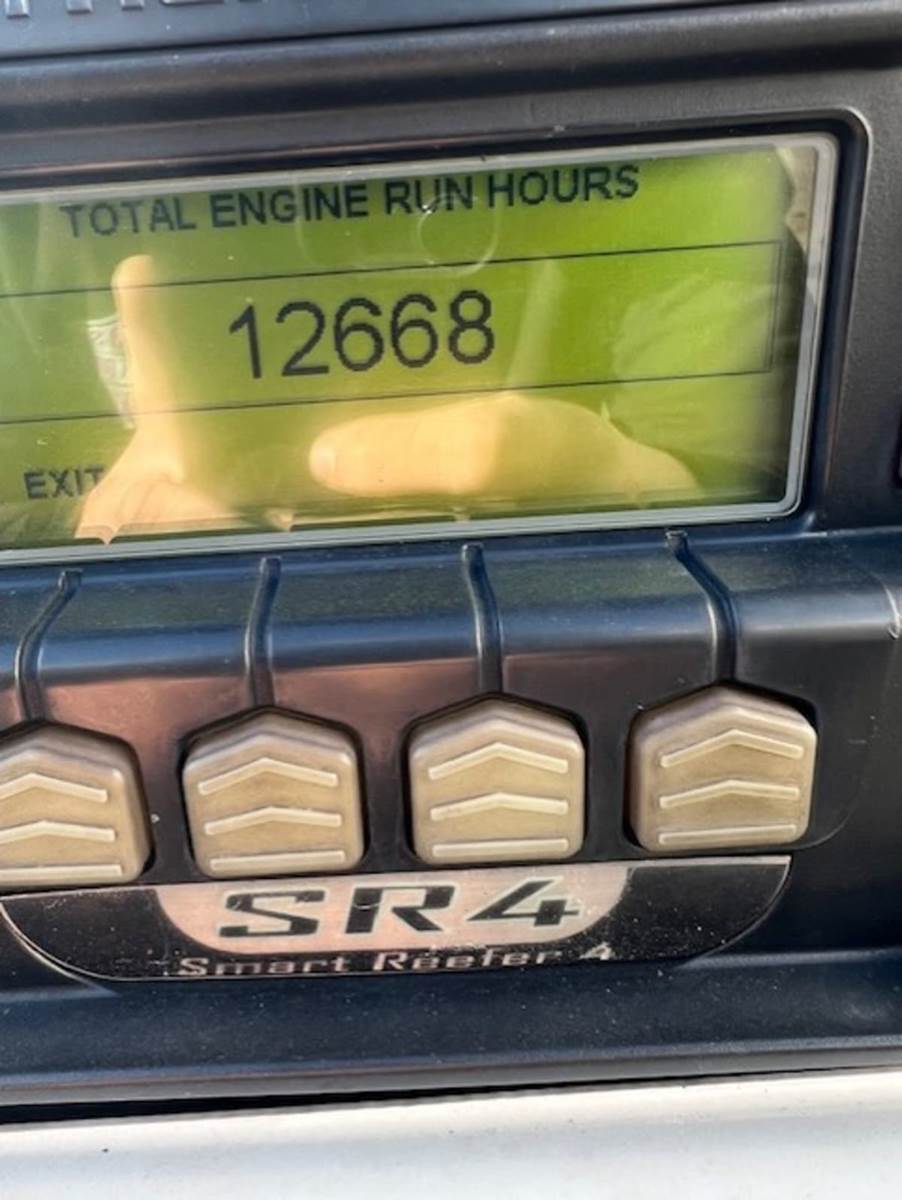 TOTAL ENGINE RUN HOURS
12668
EXIT
SR4
Smart Reefer 4